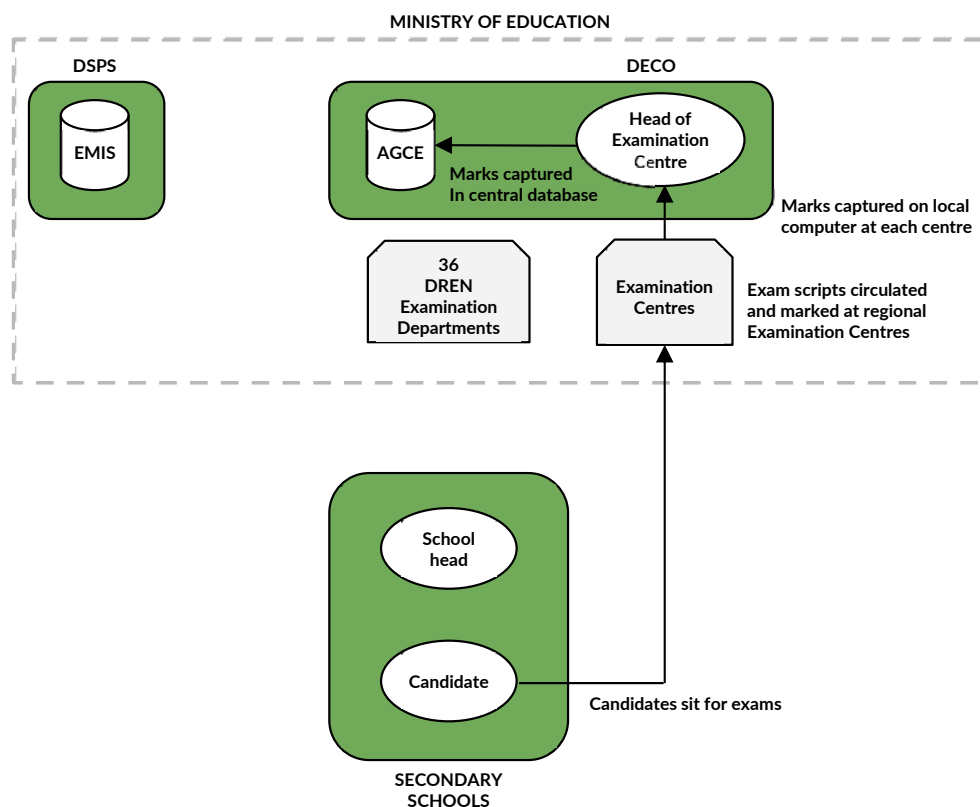 MINISTRY OF EDUCATION
DSPS
DECO
EMIS
AGCE
Head of
Examination
Centre
Marks captured
In central database
Marks captured on local
computer at each centre
36
DREN
Examination
Departments
Examination
Centres
Exam scripts circulated
and marked at regional
Examination Centres
School
head
Candidate
Candidates sit for exams
SECONDARY
SCHOOLS